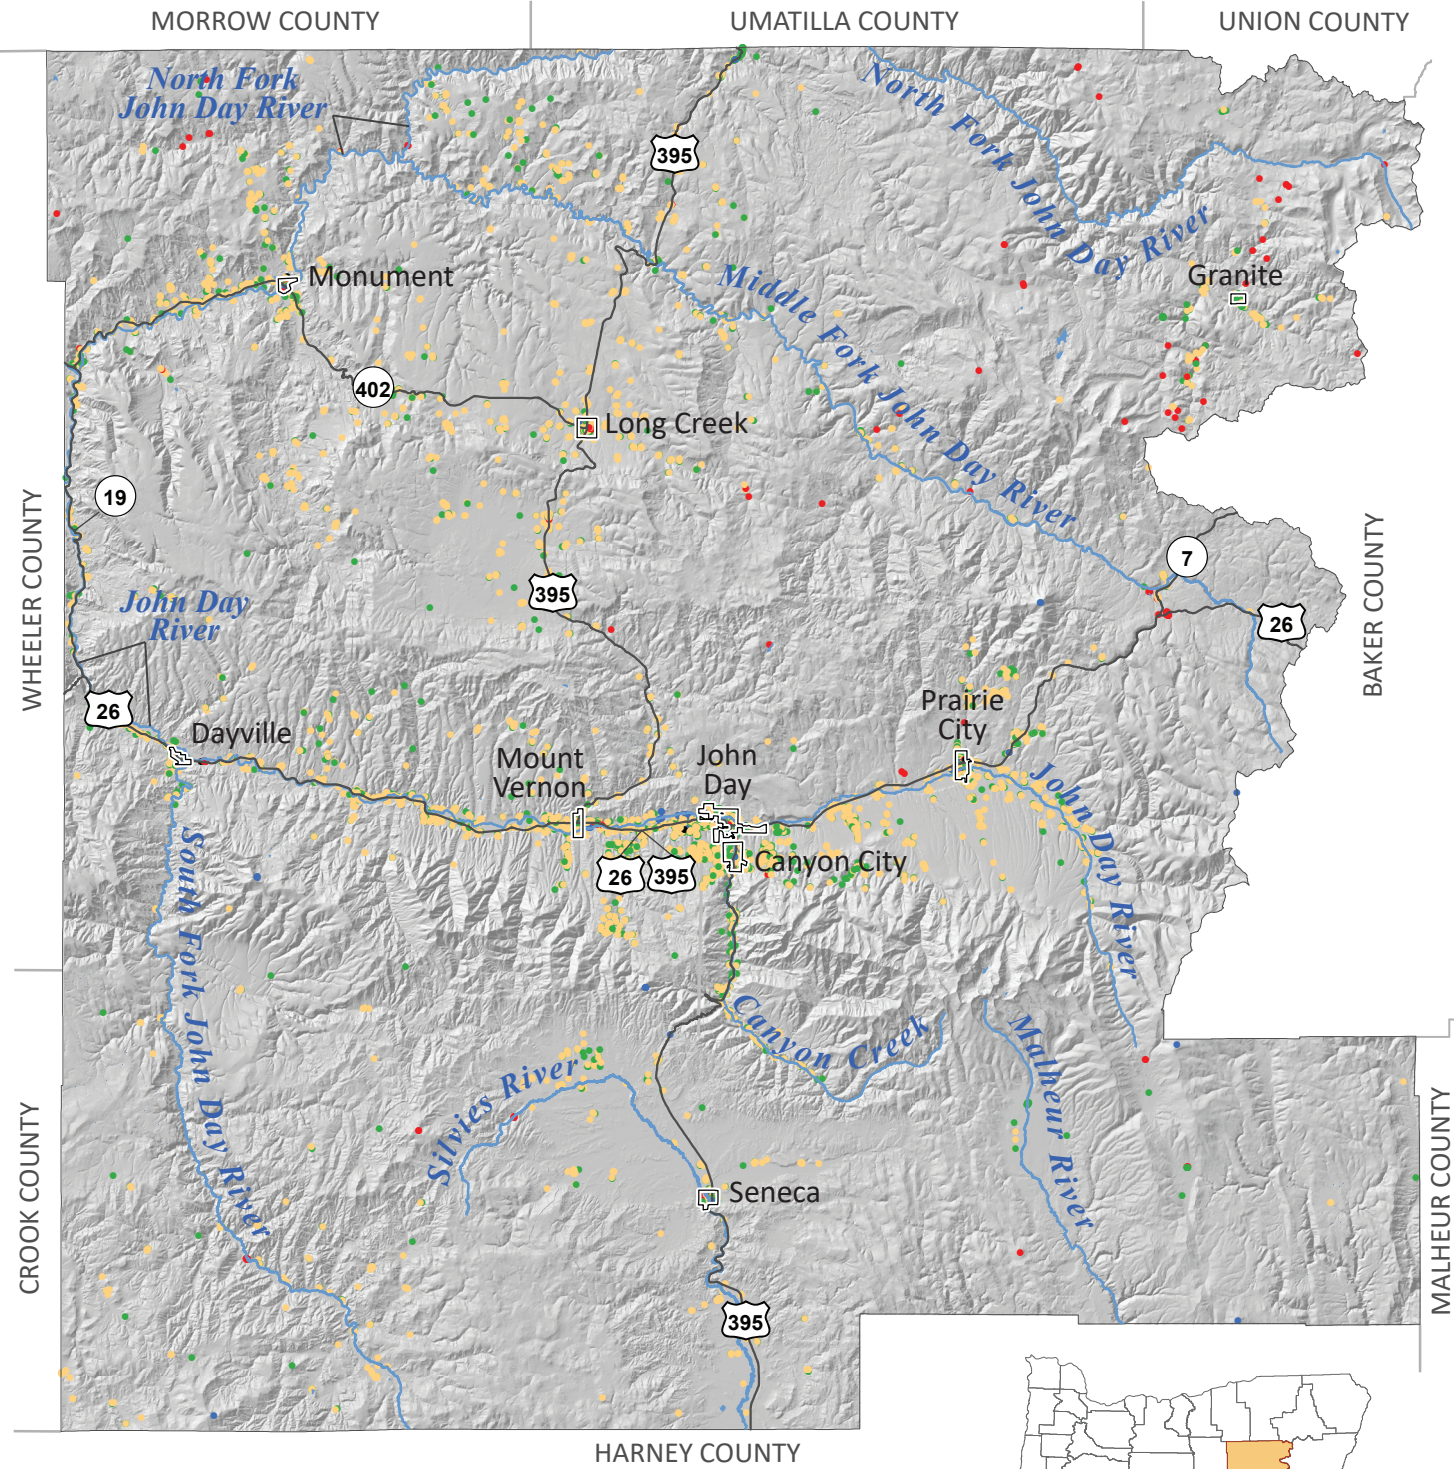 MORROW COUNTY
UMATILLA COUNTY
UNION COUNTY
North Fork
John Day River
North Fork John Day River
395
Granite
Monument
Middle Fork John Day River
402
Long Creek
19
WHEELER COUNTY
BAKER COUNTY
7
395
26
John Day
River
26
Dayville
Prairie
City
Mount
Vernon
John
Day
John Day River
26
395
Canyon City
South Fork John Day River
Canyon Creek
Malheur River
Silvies River
Seneca
CROOK COUNTY
MALHEUR COUNTY
395
HARNEY COUNTY